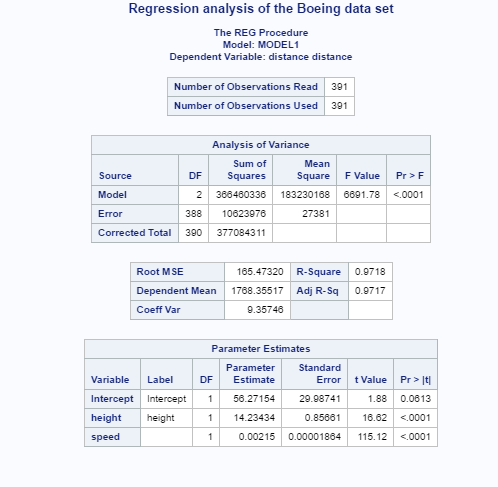 Regression analysis of the Boeing data set
The REG Procedure
Model: MODEL1
Dependent Variable: distance distance
Number of Observations Read 391
Number of Observations Used 391
Analysis of Variance
Source DF Sum of Squares Mean Square F Value Pr > F
Model 2 366460336 183230168 6691.78 <.0001
Error 388 10623976 27381
Corrected Total 390 377084311
Root MSE 165.47320 R-Square 0.9718
Dependent Mean 1768.35517 Adj R-Sq 0.9717
Coeff Var 9.35746
Parameter Estimates
Variable Label DF Parameter Estimate Standard Error t Value Pr > |t|
Intercept Intercept 1 56.27154 29.98741 1.88 0.0613
height height 1 14.23434 0.85661 16.62 <.0001
speed 1 0.00215 0.00001864 115.12 <.0001